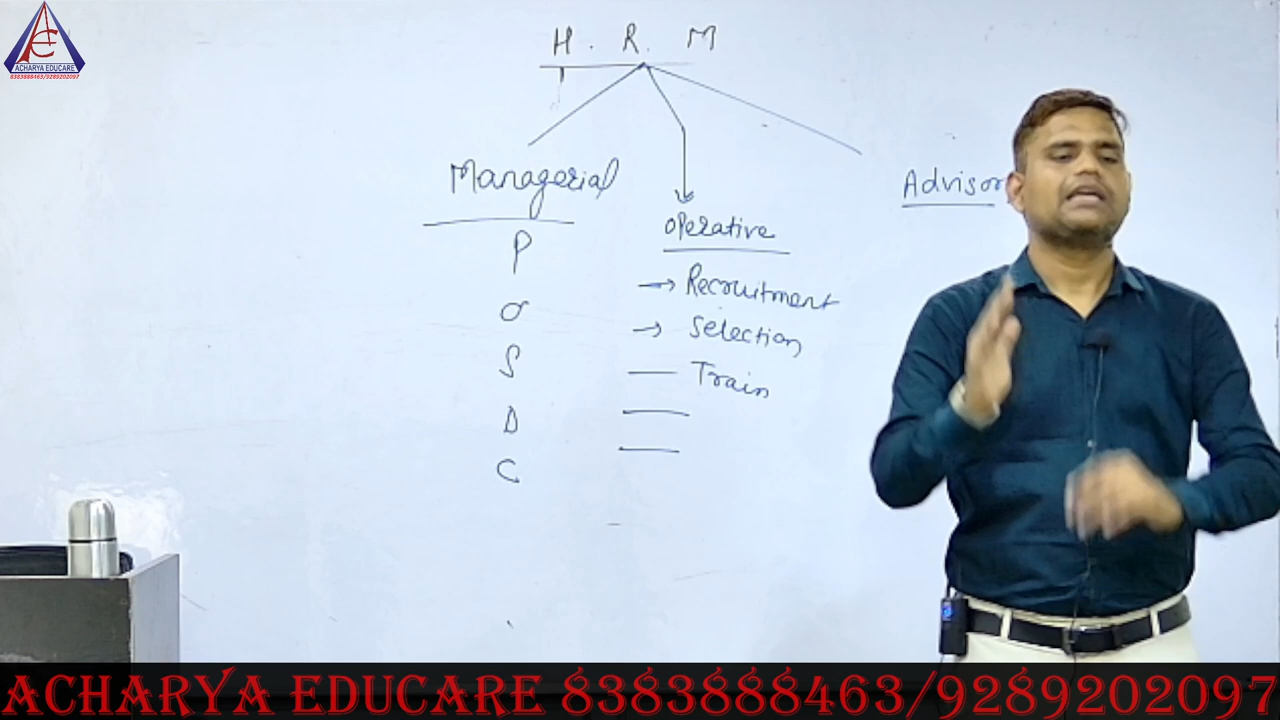 ACHARYA EDUCARE
8383888463/9289202097
H. R. M
Managerial
P
O
S
D
C
Operative
→ Recruitment
→ Selection
— Train
Advisor
ACHARYA EDUCARE 8383888463/9289202097